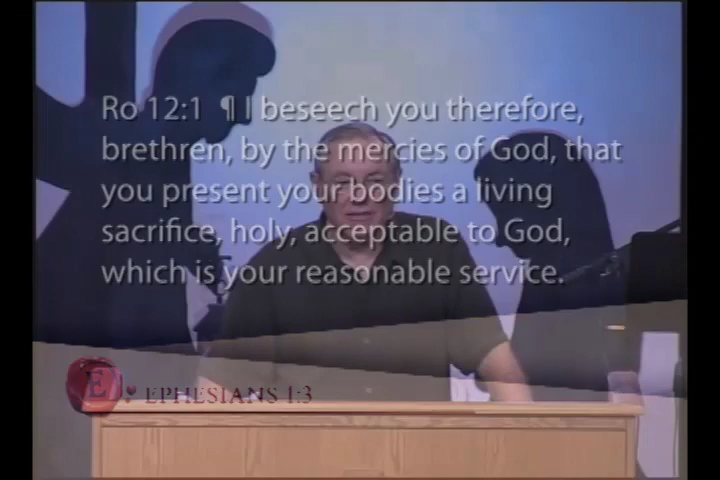 Ro 12:1 ¶ I beseech you therefore,
brethren, by the mercies of God, that
you present your bodies a living
sacrifice, holy, acceptable to God,
which is your reasonable service.
E
EPHESIANS 1:3